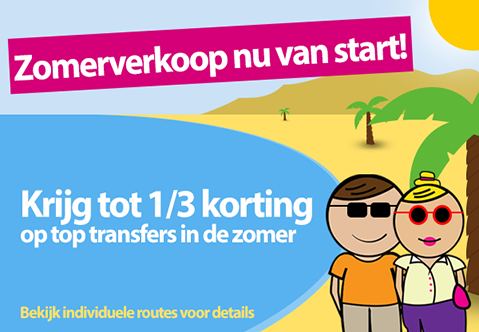 Zomerverkoop nu van start!
Krijg tot 1/3 korting
op top transfers in de zomer
Bekijk individuele routes voor details